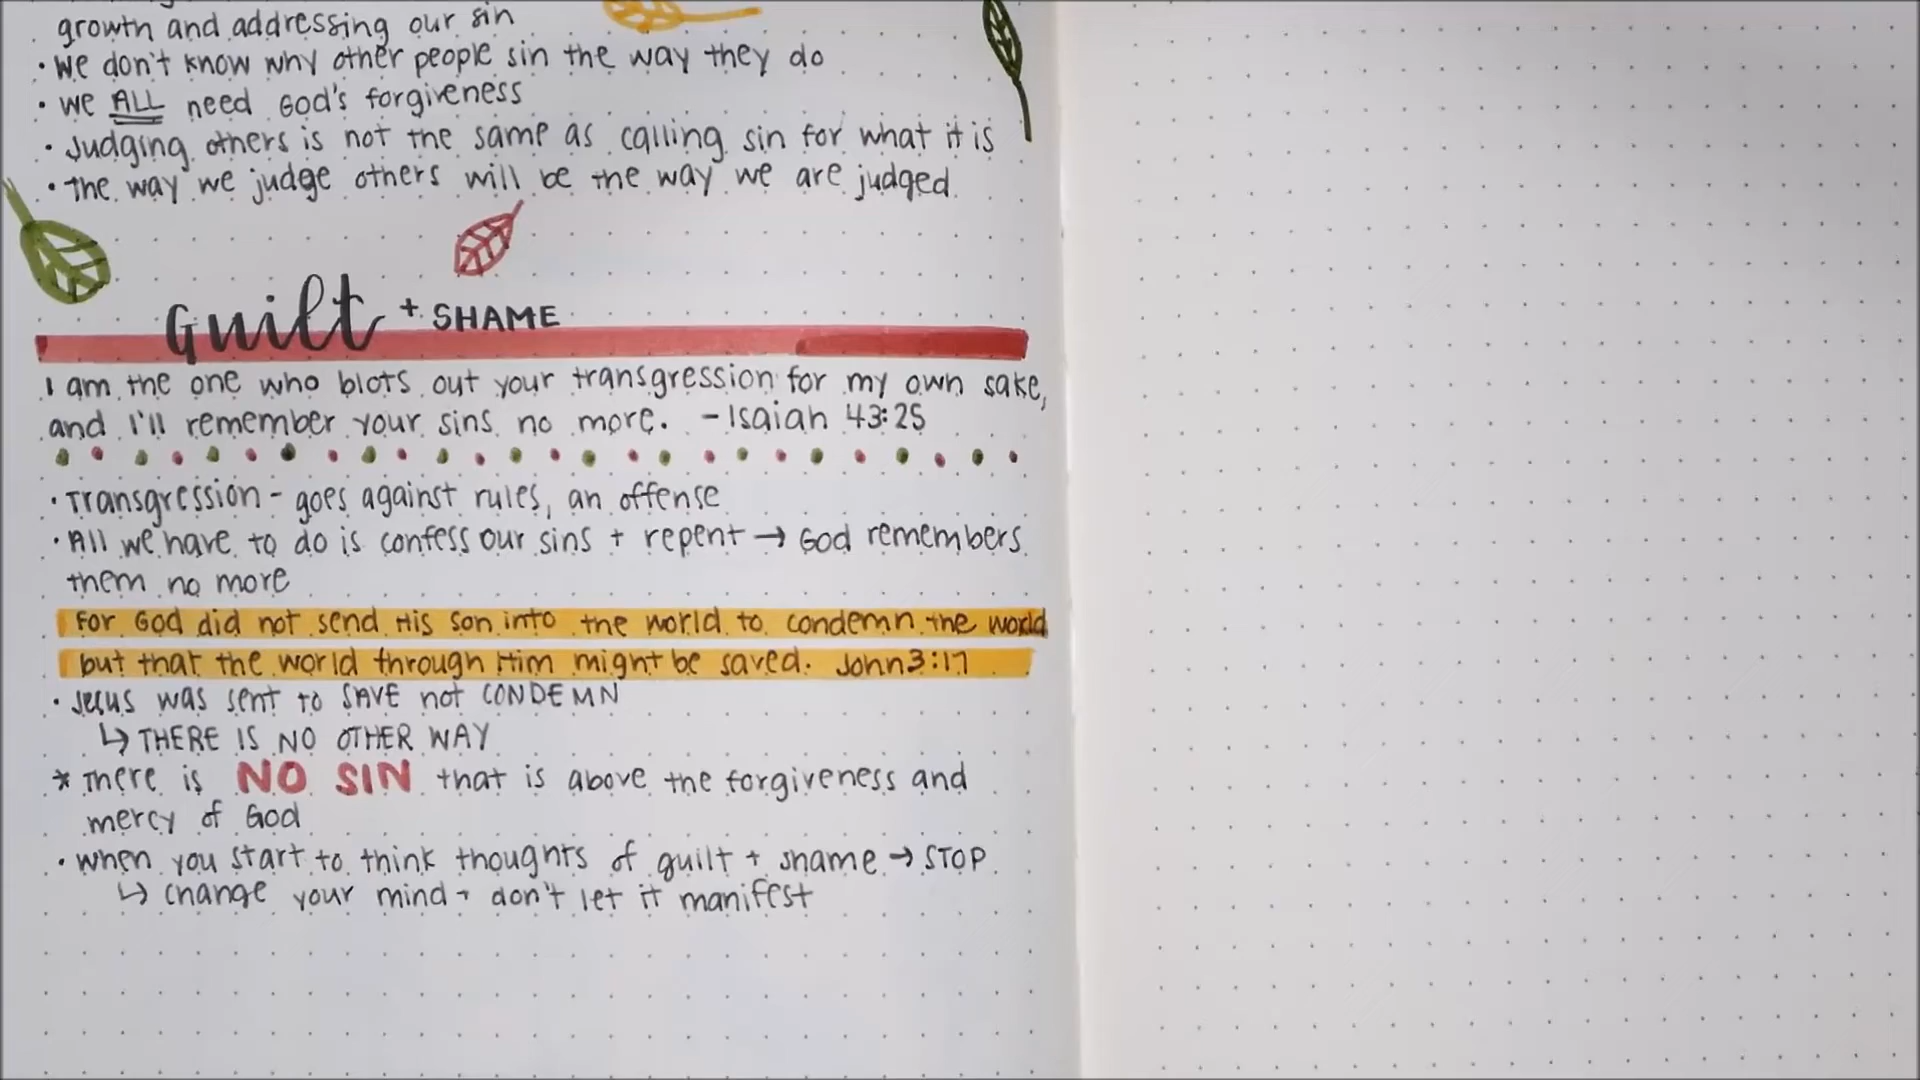 growth and addressing our sin
• We don't know why other people sin the way they do
• we ALL need God's forgiveness
• Judging others is not the same as calling sin for what it is
• The way we judge others will be the way we are judged.
Guilt + SHAME
I am the one who blots out your transgression for my own sake,
and I'll remember your sins no more. - Isaiah 43:25
• Transgression - goes against rules, an offense
• All we have to do is confess our sins + repent → God remembers
them no more
For God did not send His son into the world to condemn the world
but that the world through Him might be saved. John 3:17
• Jesus was sent to SAVE not CONDEMN
↳ THERE IS NO OTHER WAY
* There is NO SIN that is above the forgiveness and
mercy of God
• When you start to think thoughts of guilt + shame → STOP
↳ change your mind + don't let it manifest